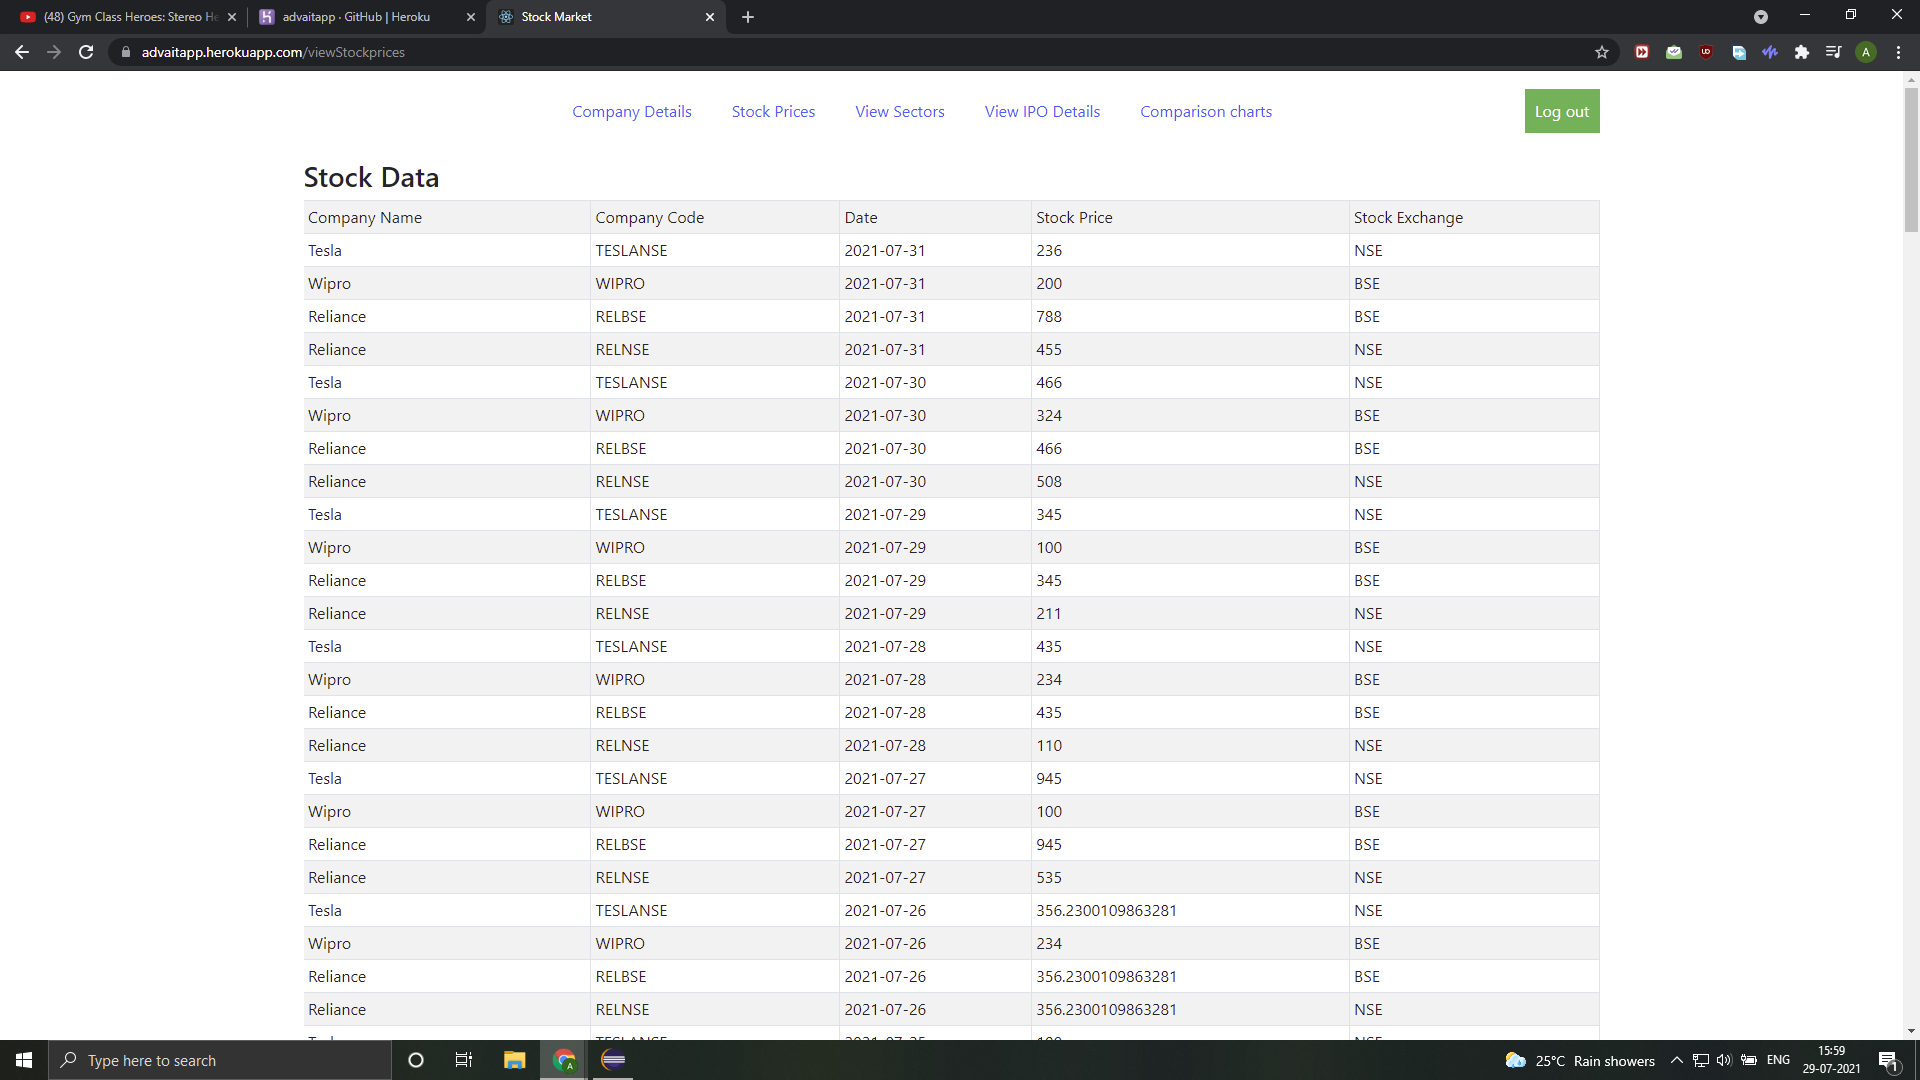 (48) Gym Class Heroes: Stereo He
advaitapp · GitHub | Heroku
Stock Market
advaitapp.herokuapp.com/viewStockprices
A
Company Details Stock Prices View Sectors View IPO Details Comparison charts Log out
Stock Data
Company Name Company Code Date Stock Price Stock Exchange
Tesla TESLANSE 2021-07-31 236 NSE
Wipro WIPRO 2021-07-31 200 BSE
Reliance RELBSE 2021-07-31 788 BSE
Reliance RELNSE 2021-07-31 455 NSE
Tesla TESLANSE 2021-07-30 466 NSE
Wipro WIPRO 2021-07-30 324 BSE
Reliance RELBSE 2021-07-30 466 BSE
Reliance RELNSE 2021-07-30 508 NSE
Tesla TESLANSE 2021-07-29 345 NSE
Wipro WIPRO 2021-07-29 100 BSE
Reliance RELBSE 2021-07-29 345 BSE
Reliance RELNSE 2021-07-29 211 NSE
Tesla TESLANSE 2021-07-28 435 NSE
Wipro WIPRO 2021-07-28 234 BSE
Reliance RELBSE 2021-07-28 435 BSE
Reliance RELNSE 2021-07-28 110 NSE
Tesla TESLANSE 2021-07-27 945 NSE
Wipro WIPRO 2021-07-27 100 BSE
Reliance RELBSE 2021-07-27 945 BSE
Reliance RELNSE 2021-07-27 535 NSE
Tesla TESLANSE 2021-07-26 356.2300109863281 NSE
Wipro WIPRO 2021-07-26 234 BSE
Reliance RELBSE 2021-07-26 356.2300109863281 BSE
Reliance RELNSE 2021-07-26 356.2300109863281 NSE
Type here to search
25°C Rain showers
ENG
15:59
29-07-2021
1